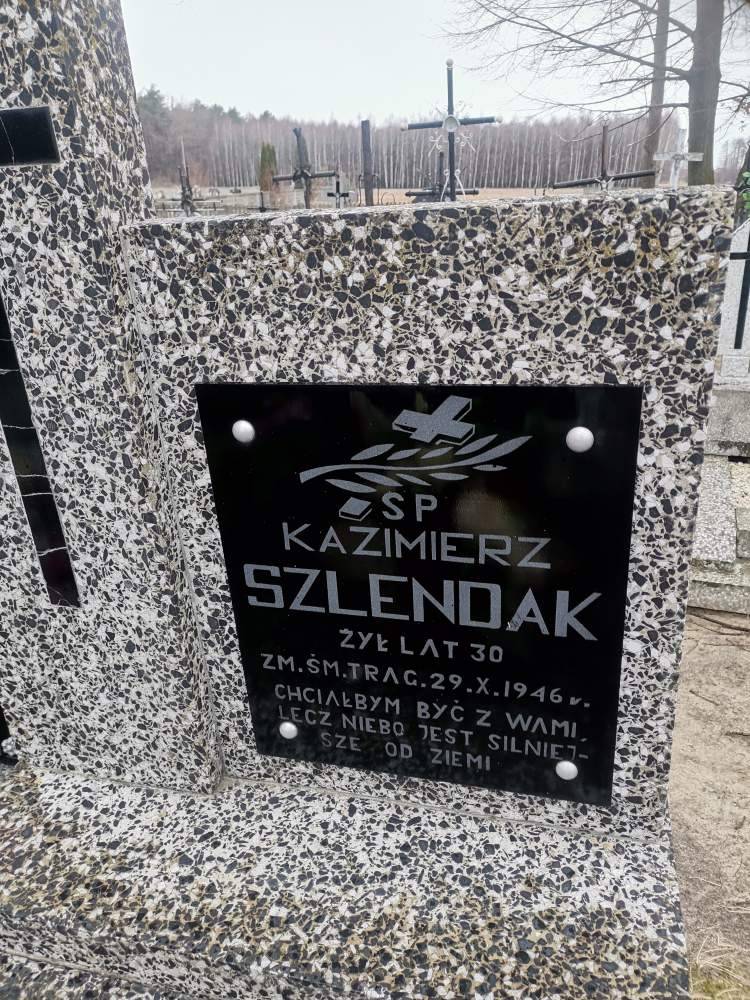 ŚP
KAZIMIERZ
SZLENDAK
ŻYŁ LAT 30
ZM.ŚM.TRAG.29.X.1946 r.
CHCIAŁBYM BYĆ Z WAMI,
LECZ NIEBO JEST SILNIEJ-
SZE OD ZIEMI